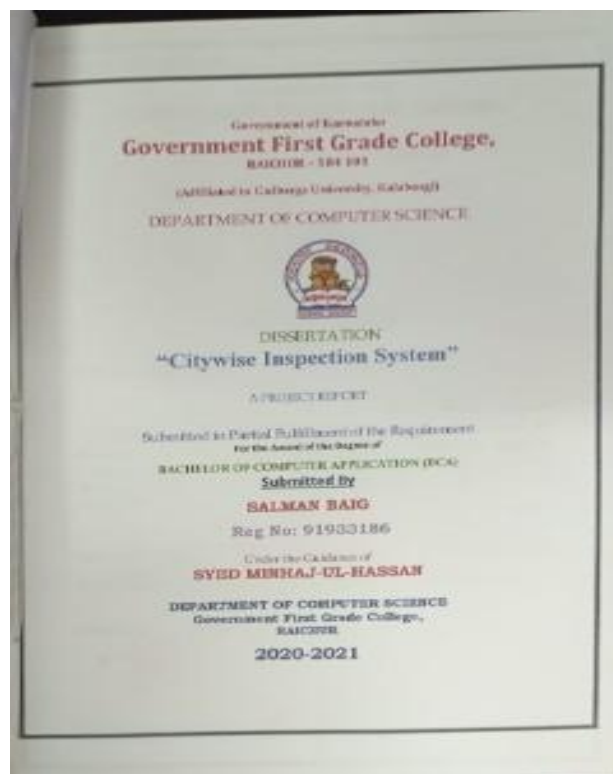 Government of Karnataka
Government First Grade College,
RAICHUR - 584 101
(Affiliated to Gulbarga University, Kalaburgi)
DEPARTMENT OF COMPUTER SCIENCE
DISSERTATION
“Citywise Inspection System”
A PROJECT REPORT
Submitted in Partial Fulfillment of the Requirement
For the Award of the Degree of
BACHELOR OF COMPUTER APPLICATION (BCA)
Submitted By
SALMAN BAIG
Reg No: 91933186
Under the Guidance of
SYED MINHAJ-UL-HASSAN
DEPARTMENT OF COMPUTER SCIENCE
Government First Grade College,
RAICHUR
2020-2021